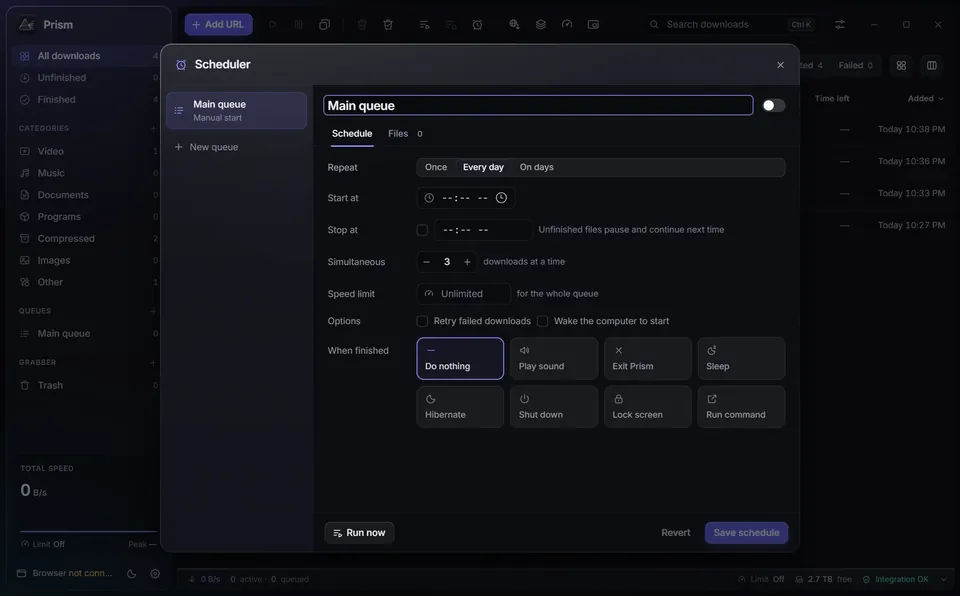 Prism
Add URL
Search downloads
Ctrl K
All downloads 4
Unfinished 0
Finished 4
CATEGORIES +
Video 1
Music 0
Documents 0
Programs 0
Compressed 2
Images 0
Other 1
QUEUES +
Main queue 0
GRABBER +
Trash 0
TOTAL SPEED
0 B/s
Limit Off Peak —
Browser not conn...
Scheduler
Main queue
Manual start
+ New queue
Main queue
Schedule Files 0
Repeat Once Every day On days
Start at --:-- --
Stop at --:-- -- Unfinished files pause and continue next time
Simultaneous − 3 + downloads at a time
Speed limit Unlimited for the whole queue
Options Retry failed downloads Wake the computer to start
When finished
Do nothing Play sound Exit Prism Sleep
Hibernate Shut down Lock screen Run command
Run now Revert Save schedule
4 Failed 0
Time left Added
— Today 10:38 PM
— Today 10:36 PM
— Today 10:33 PM
— Today 10:27 PM
0 B/s 0 active · 0 queued Limit Off 2.7 TB free Integration OK